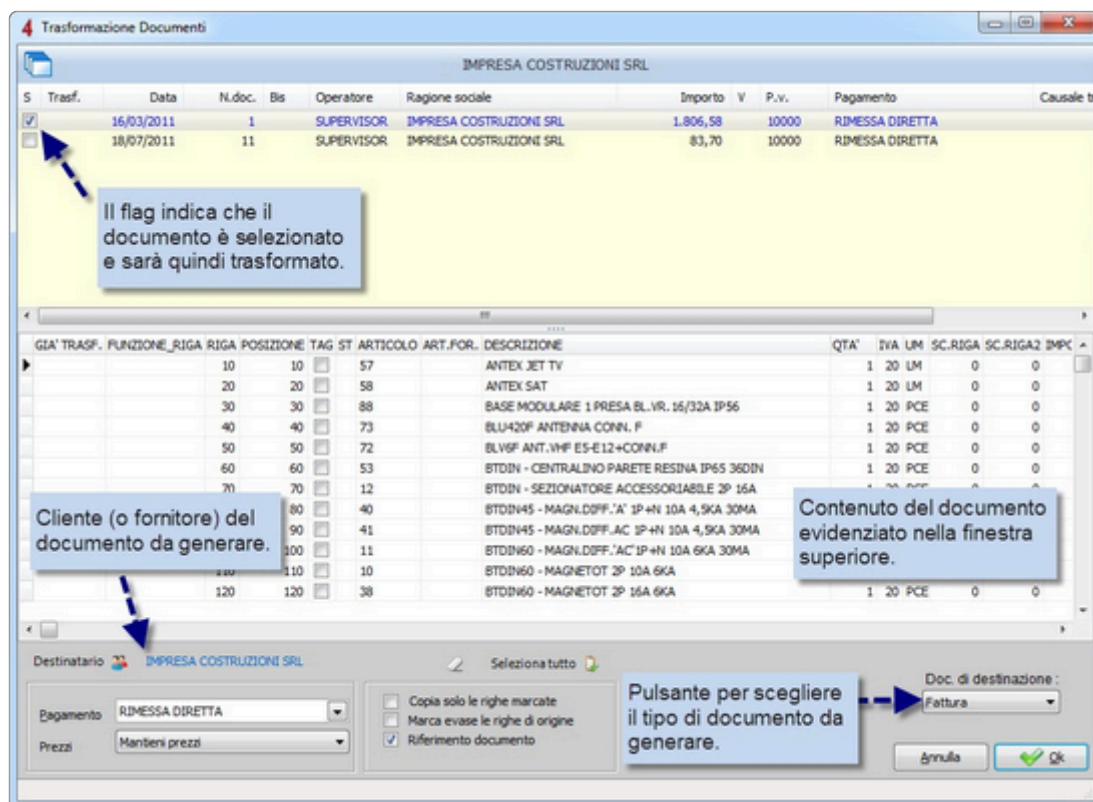 4 Trasformazione Documenti
IMPRESA COSTRUZIONI SRL
S Trasf. Data N.doc. Bis Operatore Ragione sociale Importo V P.v. Pagamento Causale t
16/03/2011 1 SUPERVISOR IMPRESA COSTRUZIONI SRL 1.806,58 10000 RIMESSA DIRETTA
18/07/2011 11 SUPERVISOR IMPRESA COSTRUZIONI SRL 83,70 10000 RIMESSA DIRETTA
Il flag indica che il
documento è selezionato
e sarà quindi trasformato.
GIA' TRASF. FUNZIONE_RIGA RIGA POSIZIONE TAG ST ARTICOLO ART.FOR. DESCRIZIONE QTA' IVA UM SC.RIGA SC.RIGA2 IMPC
10 10 57 ANTEX JET TV 1 20 LM 0 0
20 20 58 ANTEX SAT 1 20 LM 0 0
30 30 88 BASE MODULARE 1 PRESA BL.VR. 16/32A IP56 1 20 PCE 0 0
40 40 73 BLU420F ANTENNA CONN. F 1 20 PCE 0 0
50 50 72 BLV6F ANT.VHF E5-E12+CONN.F 1 20 PCE 0 0
60 60 53 BTDIN - CENTRALINO PARETE RESINA IP65 36DIN 1 20 PCE 0 0
70 70 12 BTDIN - SEZIONATORE ACCESSORIABILE 2P 16A
80 40 BTDIN45 - MAGN.DIFF.'A' 1P+N 10A 4,5KA 30MA
90 41 BTDIN45 - MAGN.DIFF.AC 1P+N 10A 4,5KA 30MA
100 11 BTDIN60 - MAGN.DIFF.'AC' 1P+N 10A 6KA 30MA
110 110 10 BTDIN60 - MAGNETOT 2P 10A 6KA
120 120 38 BTDIN60 - MAGNETOT 2P 16A 6KA 1 20 PCE 0 0
Cliente (o fornitore) del
documento da generare.
Contenuto del documento
evidenziato nella finestra
superiore.
Destinatario IMPRESA COSTRUZIONI SRL
Seleziona tutto
Doc. di destinazione :
Fattura
Pagamento RIMESSA DIRETTA
Prezzi Mantieni prezzi
Copia solo le righe marcate
Marca evase le righe di origine
Riferimento documento
Pulsante per scegliere
il tipo di documento da
generare.
Annulla
Ok